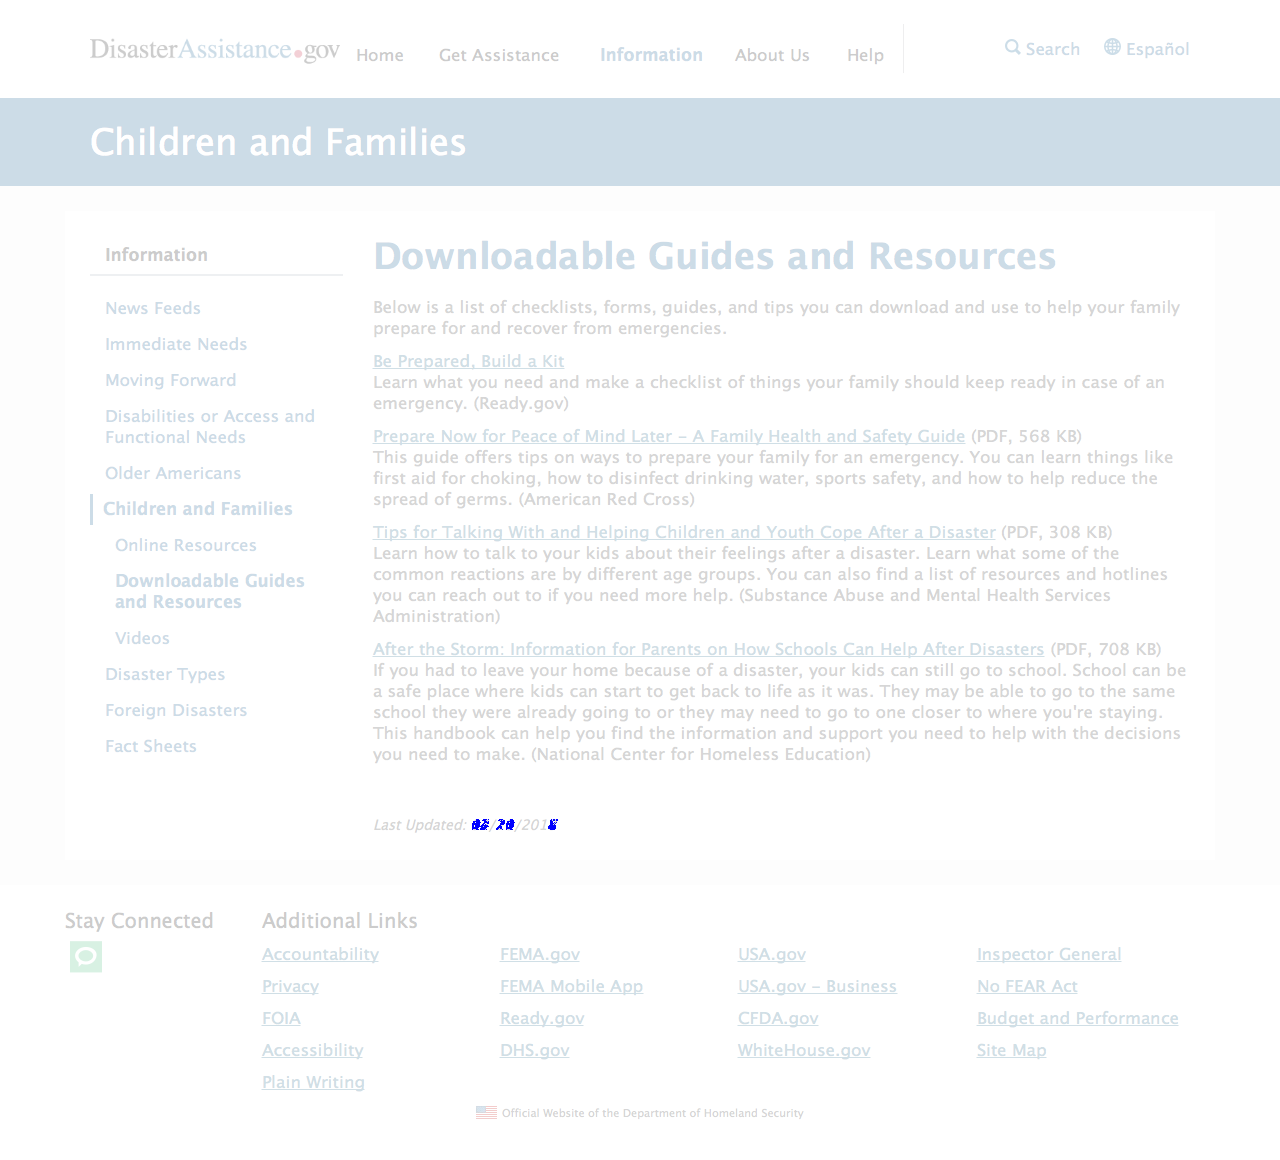 DisasterAssistance.gov Home Get Assistance Information About Us Help Search Español
Children and Families
Information
News Feeds
Immediate Needs
Moving Forward
Disabilities or Access and
Functional Needs
Older Americans
Children and Families
Online Resources
Downloadable Guides
and Resources
Videos
Disaster Types
Foreign Disasters
Fact Sheets
Downloadable Guides and Resources
Below is a list of checklists, forms, guides, and tips you can download and use to help your family
prepare for and recover from emergencies.
Be Prepared, Build a Kit
Learn what you need and make a checklist of things your family should keep ready in case of an
emergency. (Ready.gov)
Prepare Now for Peace of Mind Later - A Family Health and Safety Guide (PDF, 568 KB)
This guide offers tips on ways to prepare your family for an emergency. You can learn things like
first aid for choking, how to disinfect drinking water, sports safety, and how to help reduce the
spread of germs. (American Red Cross)
Tips for Talking With and Helping Children and Youth Cope After a Disaster (PDF, 308 KB)
Learn how to talk to your kids about their feelings after a disaster. Learn what some of the
common reactions are by different age groups. You can also find a list of resources and hotlines
you can reach out to if you need more help. (Substance Abuse and Mental Health Services
Administration)
After the Storm: Information for Parents on How Schools Can Help After Disasters (PDF, 708 KB)
If you had to leave your home because of a disaster, your kids can still go to school. School can be
a safe place where kids can start to get back to life as it was. They may be able to go to the same
school they were already going to or they may need to go to one closer to where you're staying.
This handbook can help you find the information and support you need to help with the decisions
you need to make. (National Center for Homeless Education)
Last Updated:
Stay Connected
Additional Links
Accountability FEMA.gov USA.gov Inspector General
Privacy FEMA Mobile App USA.gov - Business No FEAR Act
FOIA Ready.gov CFDA.gov Budget and Performance
Accessibility DHS.gov WhiteHouse.gov Site Map
Plain Writing
Official Website of the Department of Homeland Security